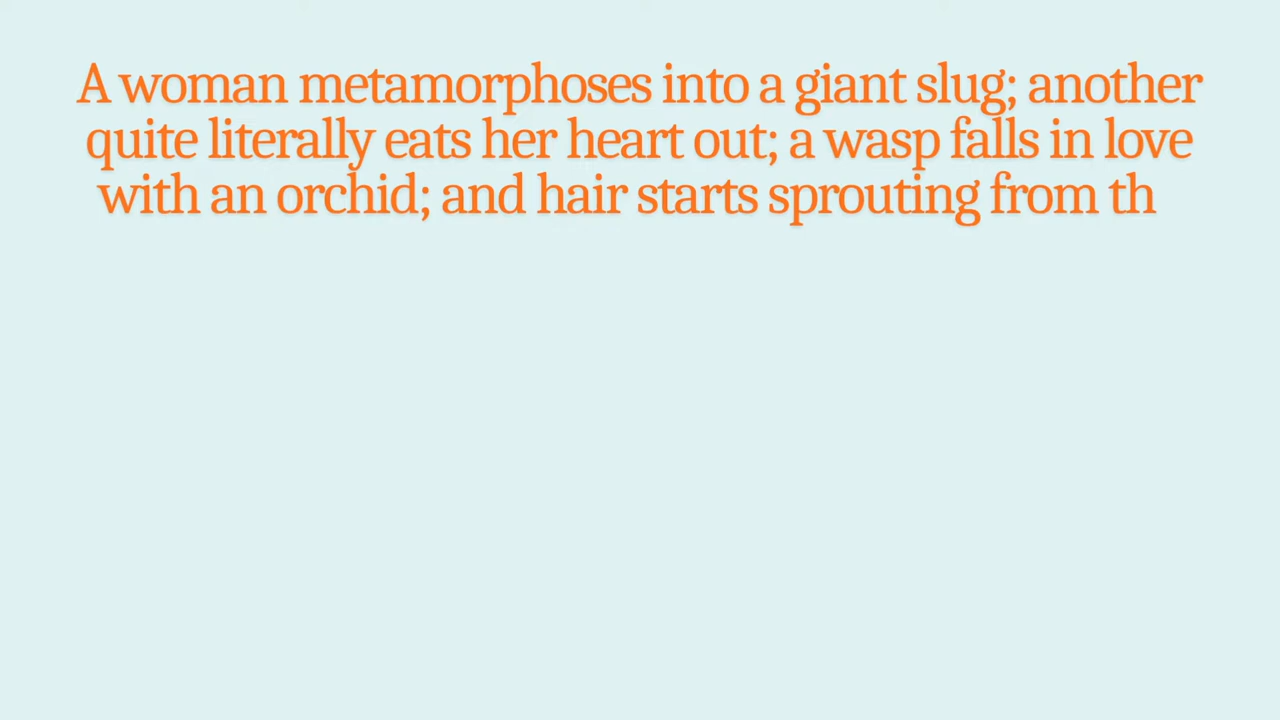 A woman metamorphoses into a giant slug; another
quite literally eats her heart out; a wasp falls in love
with an orchid; and hair starts sprouting from th